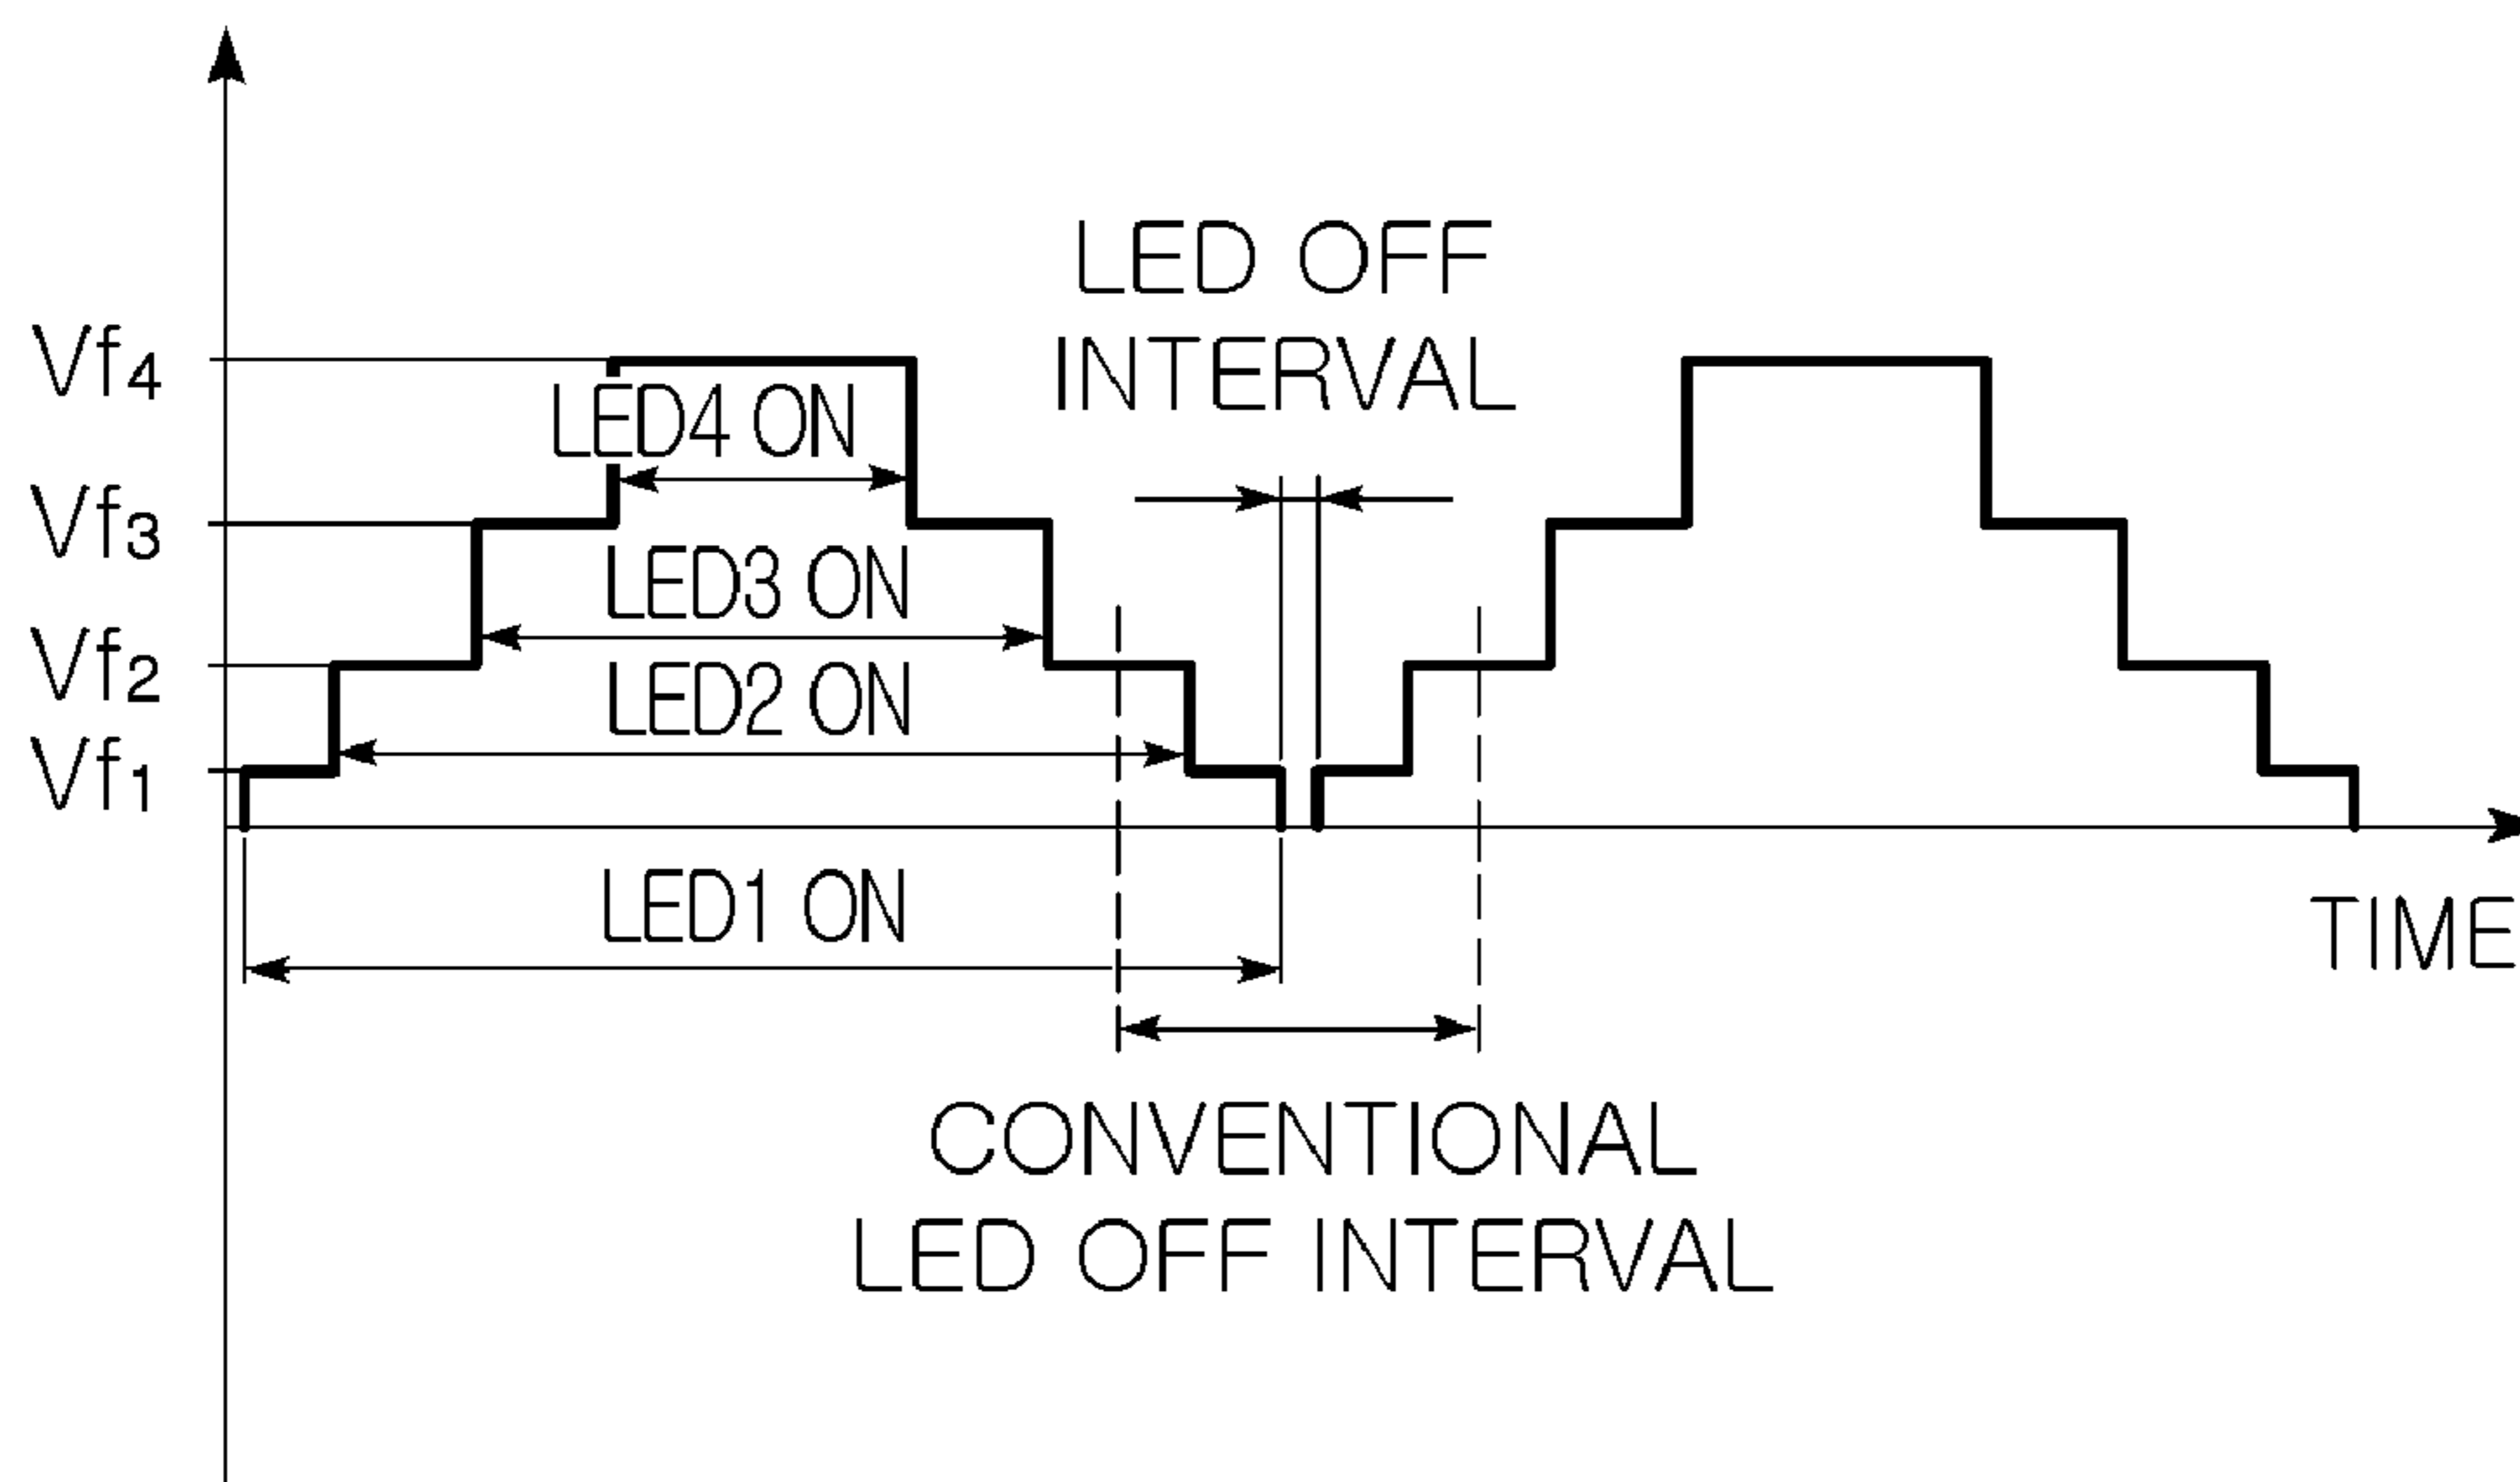 LED OFF
INTERVAL
Vf4
LED4 ON
Vf3
LED3 ON
Vf2
LED2 ON
Vf1
LED1 ON
TIME
CONVENTIONAL
LED OFF INTERVAL